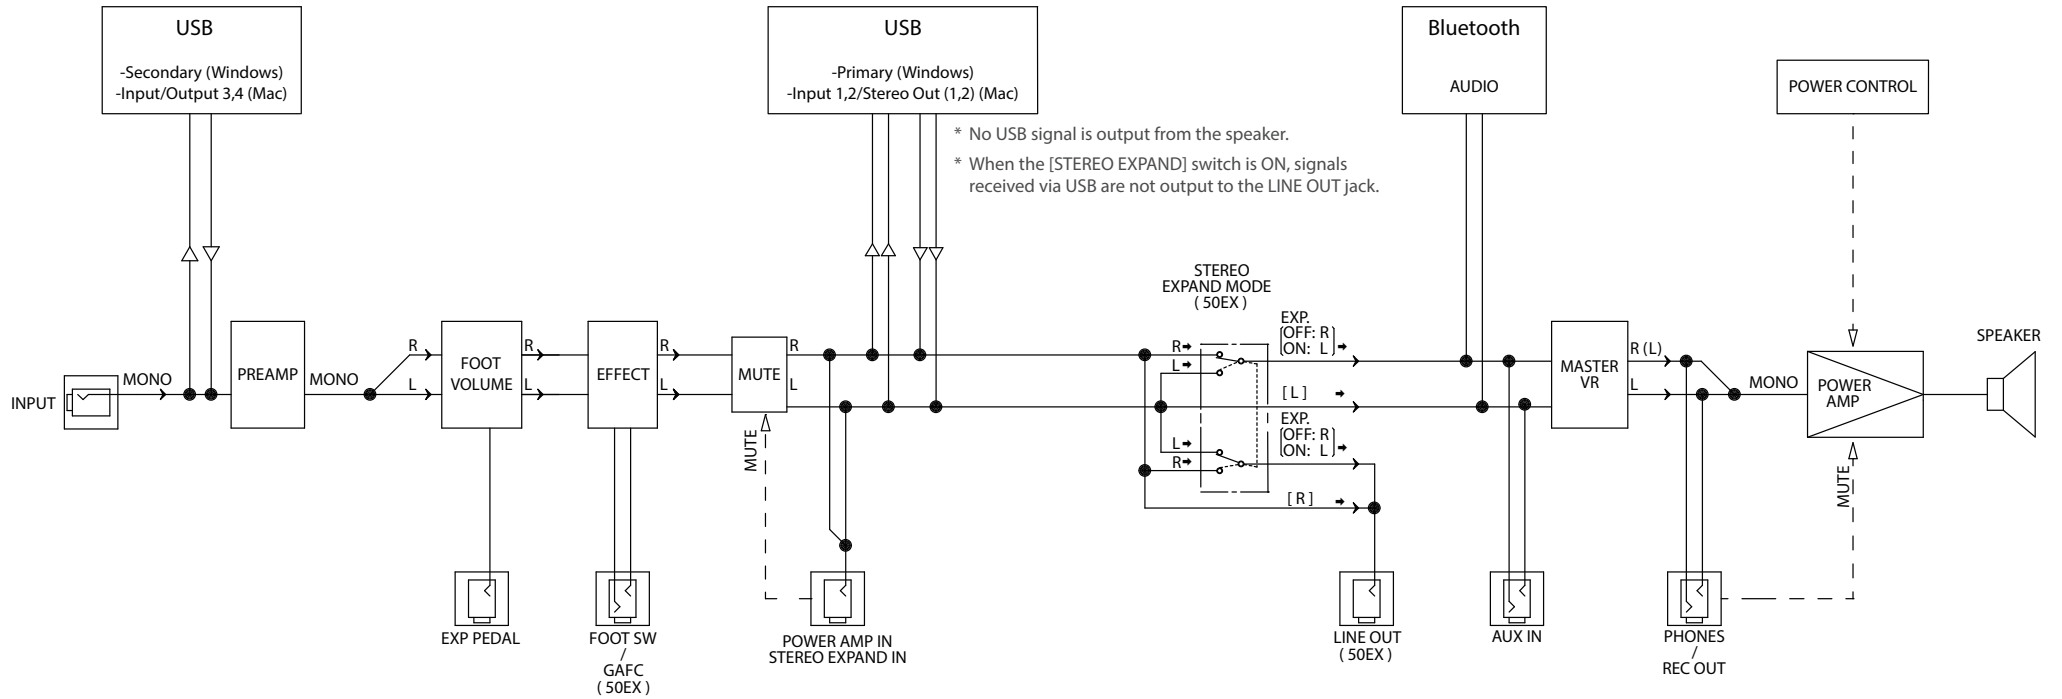 USB
-Secondary (Windows)
-Input/Output 3,4 (Mac)
USB
-Primary (Windows)
-Input 1,2/Stereo Out (1,2) (Mac)
* No USB signal is output from the speaker.
* When the [STEREO EXPAND] switch is ON, signals
received via USB are not output to the LINE OUT jack.
Bluetooth
AUDIO
POWER CONTROL
STEREO
EXPAND MODE
( 50EX )
INPUT
MONO
PREAMP
MONO
R
L
FOOT
VOLUME
R
L
EFFECT
R
L
MUTE
R
L
MUTE
R
L
EXP.
OFF: R
ON: L
[ L ]
L
R
EXP.
OFF: R
ON: L
[ R ]
MASTER
VR
R (L)
L
MONO
POWER
AMP
SPEAKER
MUTE
EXP PEDAL
FOOT SW
/
GAFC
( 50EX )
POWER AMP IN
STEREO EXPAND IN
LINE OUT
( 50EX )
AUX IN
PHONES
/
REC OUT